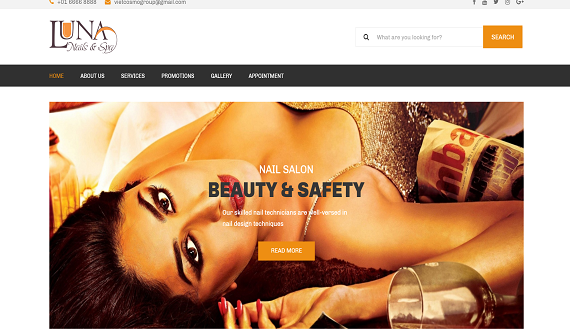 +01 6666 8888 vietcosmogroup@gmail.com
LUNA
Nails & Spa
What are you looking for?
SEARCH
HOME ABOUT US SERVICES PROMOTIONS GALLERY APPOINTMENT
NAIL SALON
BEAUTY & SAFETY
Our skilled nail technicians are well-versed in
nail design techniques
READ MORE
mba